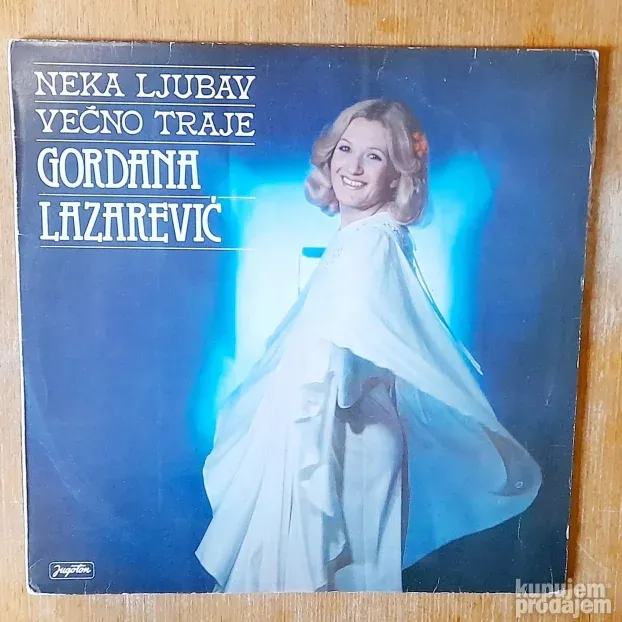 NEKA LJUBAV
VEČNO TRAJE
GORDANA
LAZAREVIĆ
Jugoton
kupujem
prodajem